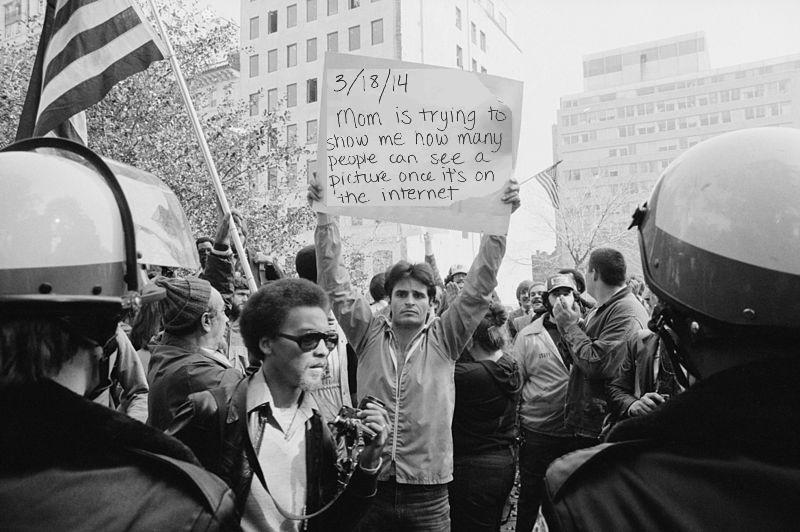 3/18/14
Mom is trying to
show me how many
people can see a
picture once it's on
the internet